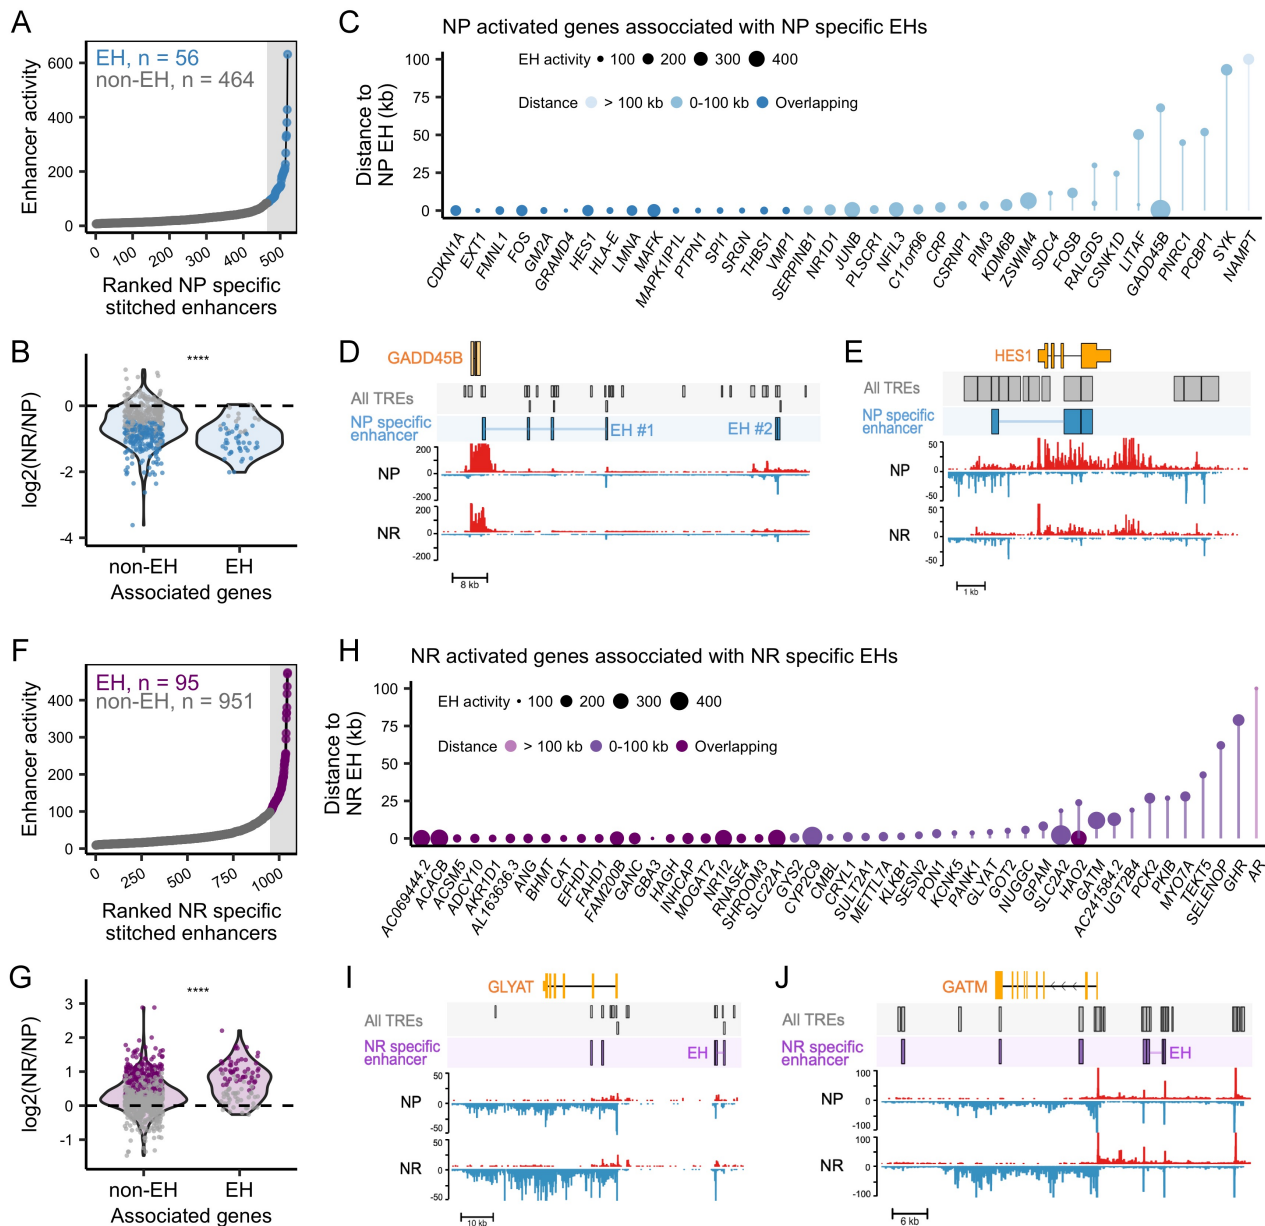 A
EH, n = 56
non-EH, n = 464
Enhancer activity
600
400
200
0
0
100
200
300
400
500
Ranked NP specific
stitched enhancers
C
NP activated genes assocciated with NP specific EHs
EH activity
100
200
300
400
Distance
> 100 kb
0-100 kb
Overlapping
Distance to
NP EH (kb)
100
75
50
25
0
CDKN1A
EXT1
FMNL1
FOS
GM2A
GRAMD4
HES1
HLA-E
LMNA
MAFK
MAPK1IP1L
PTPN1
SPI1
SRGN
THBS1
VMP1
SERPINB1
NR1D1
JUNB
PLSCR1
NFIL3
C11orf96
CRP
CSRNP1
PIM3
KDM6B
ZSWIM4
SDC4
FOSB
RALGDS
CSNK1D
LITAF
GADD45B
PNRC1
PCBP1
SYK
NAMPT
B
****
log2(NR/NP)
0
-2
-4
non-EH
EH
Associated genes
D
GADD45B
All TREs
NP specific
enhancer
EH #1
EH #2
NP
200
0
-200
NR
200
0
-200
8 kb
E
HES1
All TREs
NP specific
enhancer
NP
50
0
-50
NR
50
0
-50
1 kb
F
EH, n = 95
non-EH, n = 951
Enhancer activity
400
300
200
100
0
0
250
500
750
1000
Ranked NR specific
stitched enhancers
H
NR activated genes assocciated with NR specific EHs
EH activity
100
200
300
400
Distance
> 100 kb
0-100 kb
Overlapping
Distance to
NR EH (kb)
100
75
50
25
0
AC069444.2
ACACB
ACSM5
ADCY10
AKR1D1
AL163636.3
ANG
BHMT
CAT
EFHD1
FAHD1
FAM200B
GANC
GBA3
HAGH
INHCAP
MOGAT2
NR1I2
RNASE4
SHROOM3
SLC22A1
GYS2
CYP2C9
CMBL
CRYL1
SULT2A1
METTL7A
KLKB1
SESN2
PON1
KCNK5
PANK1
GLYAT
GOT2
NUGGC
GPAM
SLC2A2
HAO2
GATM
AC241584.2
UGT2B4
PCK2
PKIB
MYO7A
TEKT5
SELENOP
GHR
AR
G
****
log2(NR/NP)
3
2
1
0
-1
non-EH
EH
Associated genes
I
GLYAT
All TREs
NR specific
enhancer
EH
NP
50
0
-50
NR
50
0
-50
10 kb
J
GATM
All TREs
NR specific
enhancer
EH
NP
100
0
-100
NR
100
0
-100
6 kb